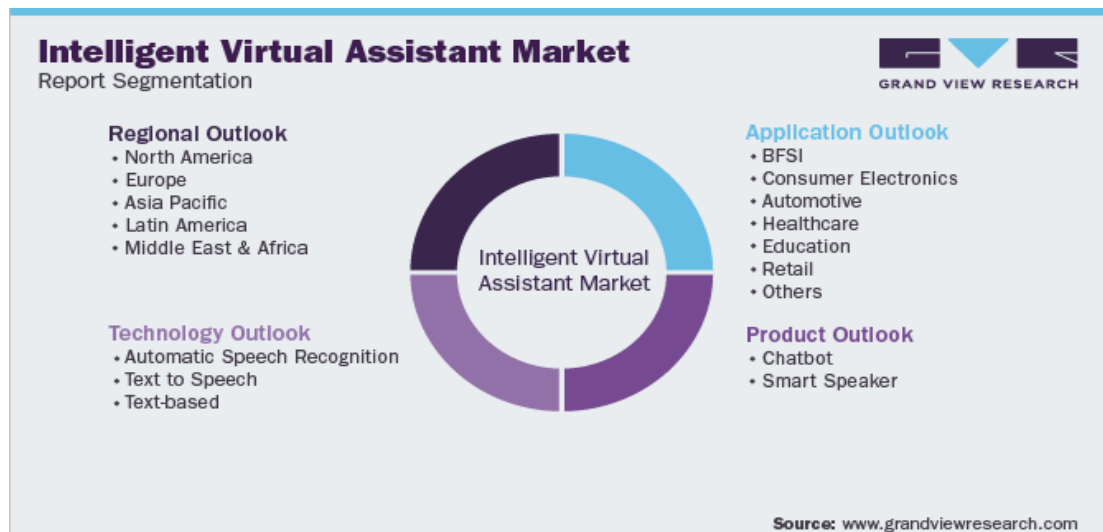 Intelligent Virtual Assistant Market
Report Segmentation
GRAND VIEW RESEARCH
Regional Outlook
• North America
• Europe
• Asia Pacific
• Latin America
• Middle East & Africa
Application Outlook
• BFSI
• Consumer Electronics
• Automotive
• Healthcare
• Education
• Retail
• Others
Intelligent Virtual
Assistant Market
Technology Outlook
• Automatic Speech Recognition
• Text to Speech
• Text-based
Product Outlook
• Chatbot
• Smart Speaker
Source: www.grandviewresearch.com